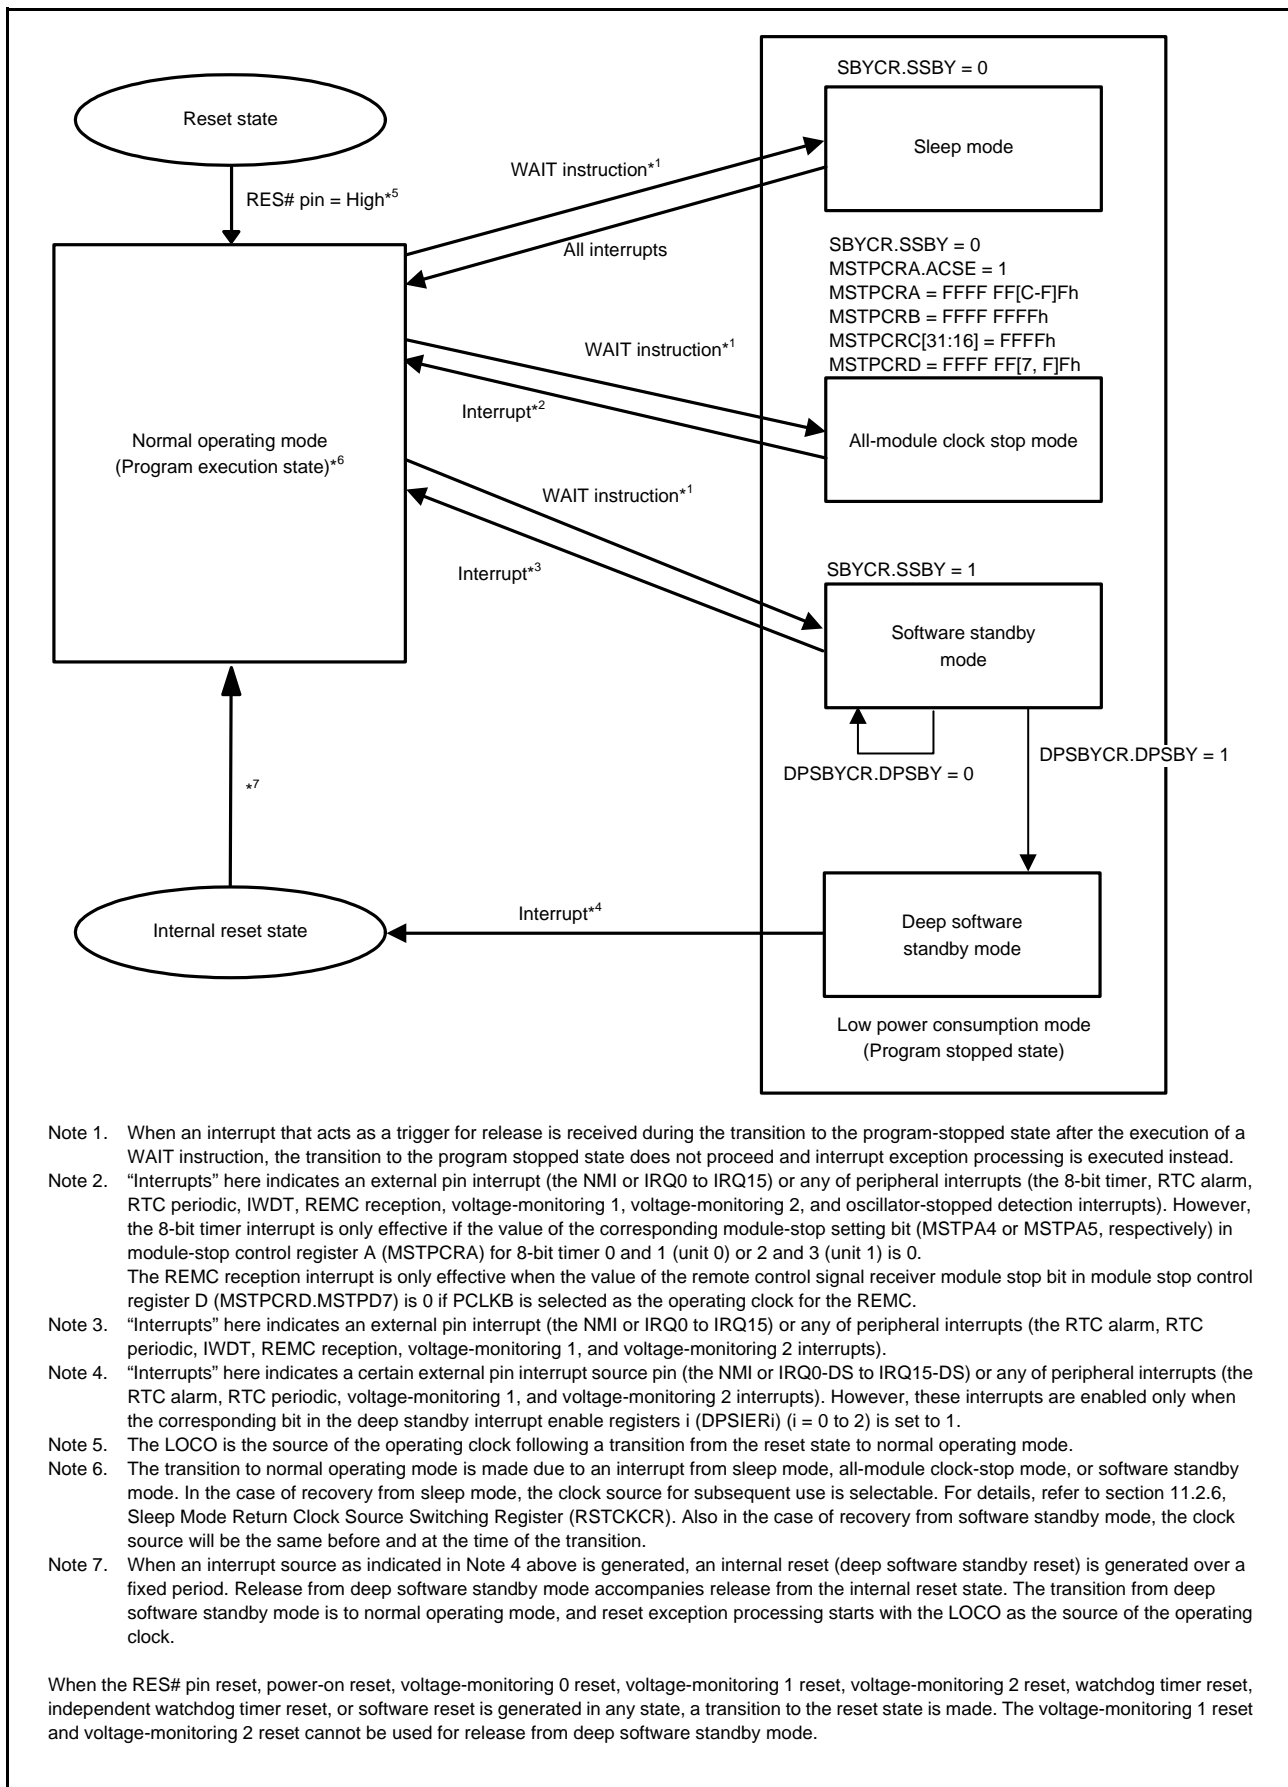 SBYCR.SSBY = 0
Reset state
Sleep mode
WAIT instruction*1
RES# pin = High*5
All interrupts
SBYCR.SSBY = 0
MSTPCRA.ACSE = 1
MSTPCRA = FFFF FF[C-F]Fh
MSTPCRB = FFFF FFFFh
MSTPCRC[31:16] = FFFFh
MSTPCRD = FFFF FF[7, F]Fh
WAIT instruction*1
Interrupt*2
All-module clock stop mode
Normal operating mode
(Program execution state)*6
WAIT instruction*1
Interrupt*3
SBYCR.SSBY = 1
Software standby
mode
DPSBYCR.DPSBY = 1
DPSBYCR.DPSBY = 0
*7
Interrupt*4
Internal reset state
Deep software
standby mode
Low power consumption mode
(Program stopped state)
Note 1. When an interrupt that acts as a trigger for release is received during the transition to the program-stopped state after the execution of a
WAIT instruction, the transition to the program stopped state does not proceed and interrupt exception processing is executed instead.
Note 2. “Interrupts” here indicates an external pin interrupt (the NMI or IRQ0 to IRQ15) or any of peripheral interrupts (the 8-bit timer, RTC alarm,
RTC periodic, IWDT, REMC reception, voltage-monitoring 1, voltage-monitoring 2, and oscillator-stopped detection interrupts). However,
the 8-bit timer interrupt is only effective if the value of the corresponding module-stop setting bit (MSTPA4 or MSTPA5, respectively) in
module-stop control register A (MSTPCRA) for 8-bit timer 0 and 1 (unit 0) or 2 and 3 (unit 1) is 0.
The REMC reception interrupt is only effective when the value of the remote control signal receiver module stop bit in module stop control
register D (MSTPCRD.MSTPD7) is 0 if PCLKB is selected as the operating clock for the REMC.
Note 3. “Interrupts” here indicates an external pin interrupt (the NMI or IRQ0 to IRQ15) or any of peripheral interrupts (the RTC alarm, RTC
periodic, IWDT, REMC reception, voltage-monitoring 1, and voltage-monitoring 2 interrupts).
Note 4. “Interrupts” here indicates a certain external pin interrupt source pin (the NMI or IRQ0-DS to IRQ15-DS) or any of peripheral interrupts (the
RTC alarm, RTC periodic, voltage-monitoring 1, and voltage-monitoring 2 interrupts). However, these interrupts are enabled only when
the corresponding bit in the deep standby interrupt enable registers i (DPSIERi) (i = 0 to 2) is set to 1.
Note 5. The LOCO is the source of the operating clock following a transition from the reset state to normal operating mode.
Note 6. The transition to normal operating mode is made due to an interrupt from sleep mode, all-module clock-stop mode, or software standby
mode. In the case of recovery from sleep mode, the clock source for subsequent use is selectable. For details, refer to section 11.2.6,
Sleep Mode Return Clock Source Switching Register (RSTCKCR). Also in the case of recovery from software standby mode, the clock
source will be the same before and at the time of the transition.
Note 7. When an interrupt source as indicated in Note 4 above is generated, an internal reset (deep software standby reset) is generated over a
fixed period. Release from deep software standby mode accompanies release from the internal reset state. The transition from deep
software standby mode is to normal operating mode, and reset exception processing starts with the LOCO as the source of the operating
clock.
When the RES# pin reset, power-on reset, voltage-monitoring 0 reset, voltage-monitoring 1 reset, voltage-monitoring 2 reset, watchdog timer reset,
independent watchdog timer reset, or software reset is generated in any state, a transition to the reset state is made. The voltage-monitoring 1 reset
and voltage-monitoring 2 reset cannot be used for release from deep software standby mode.